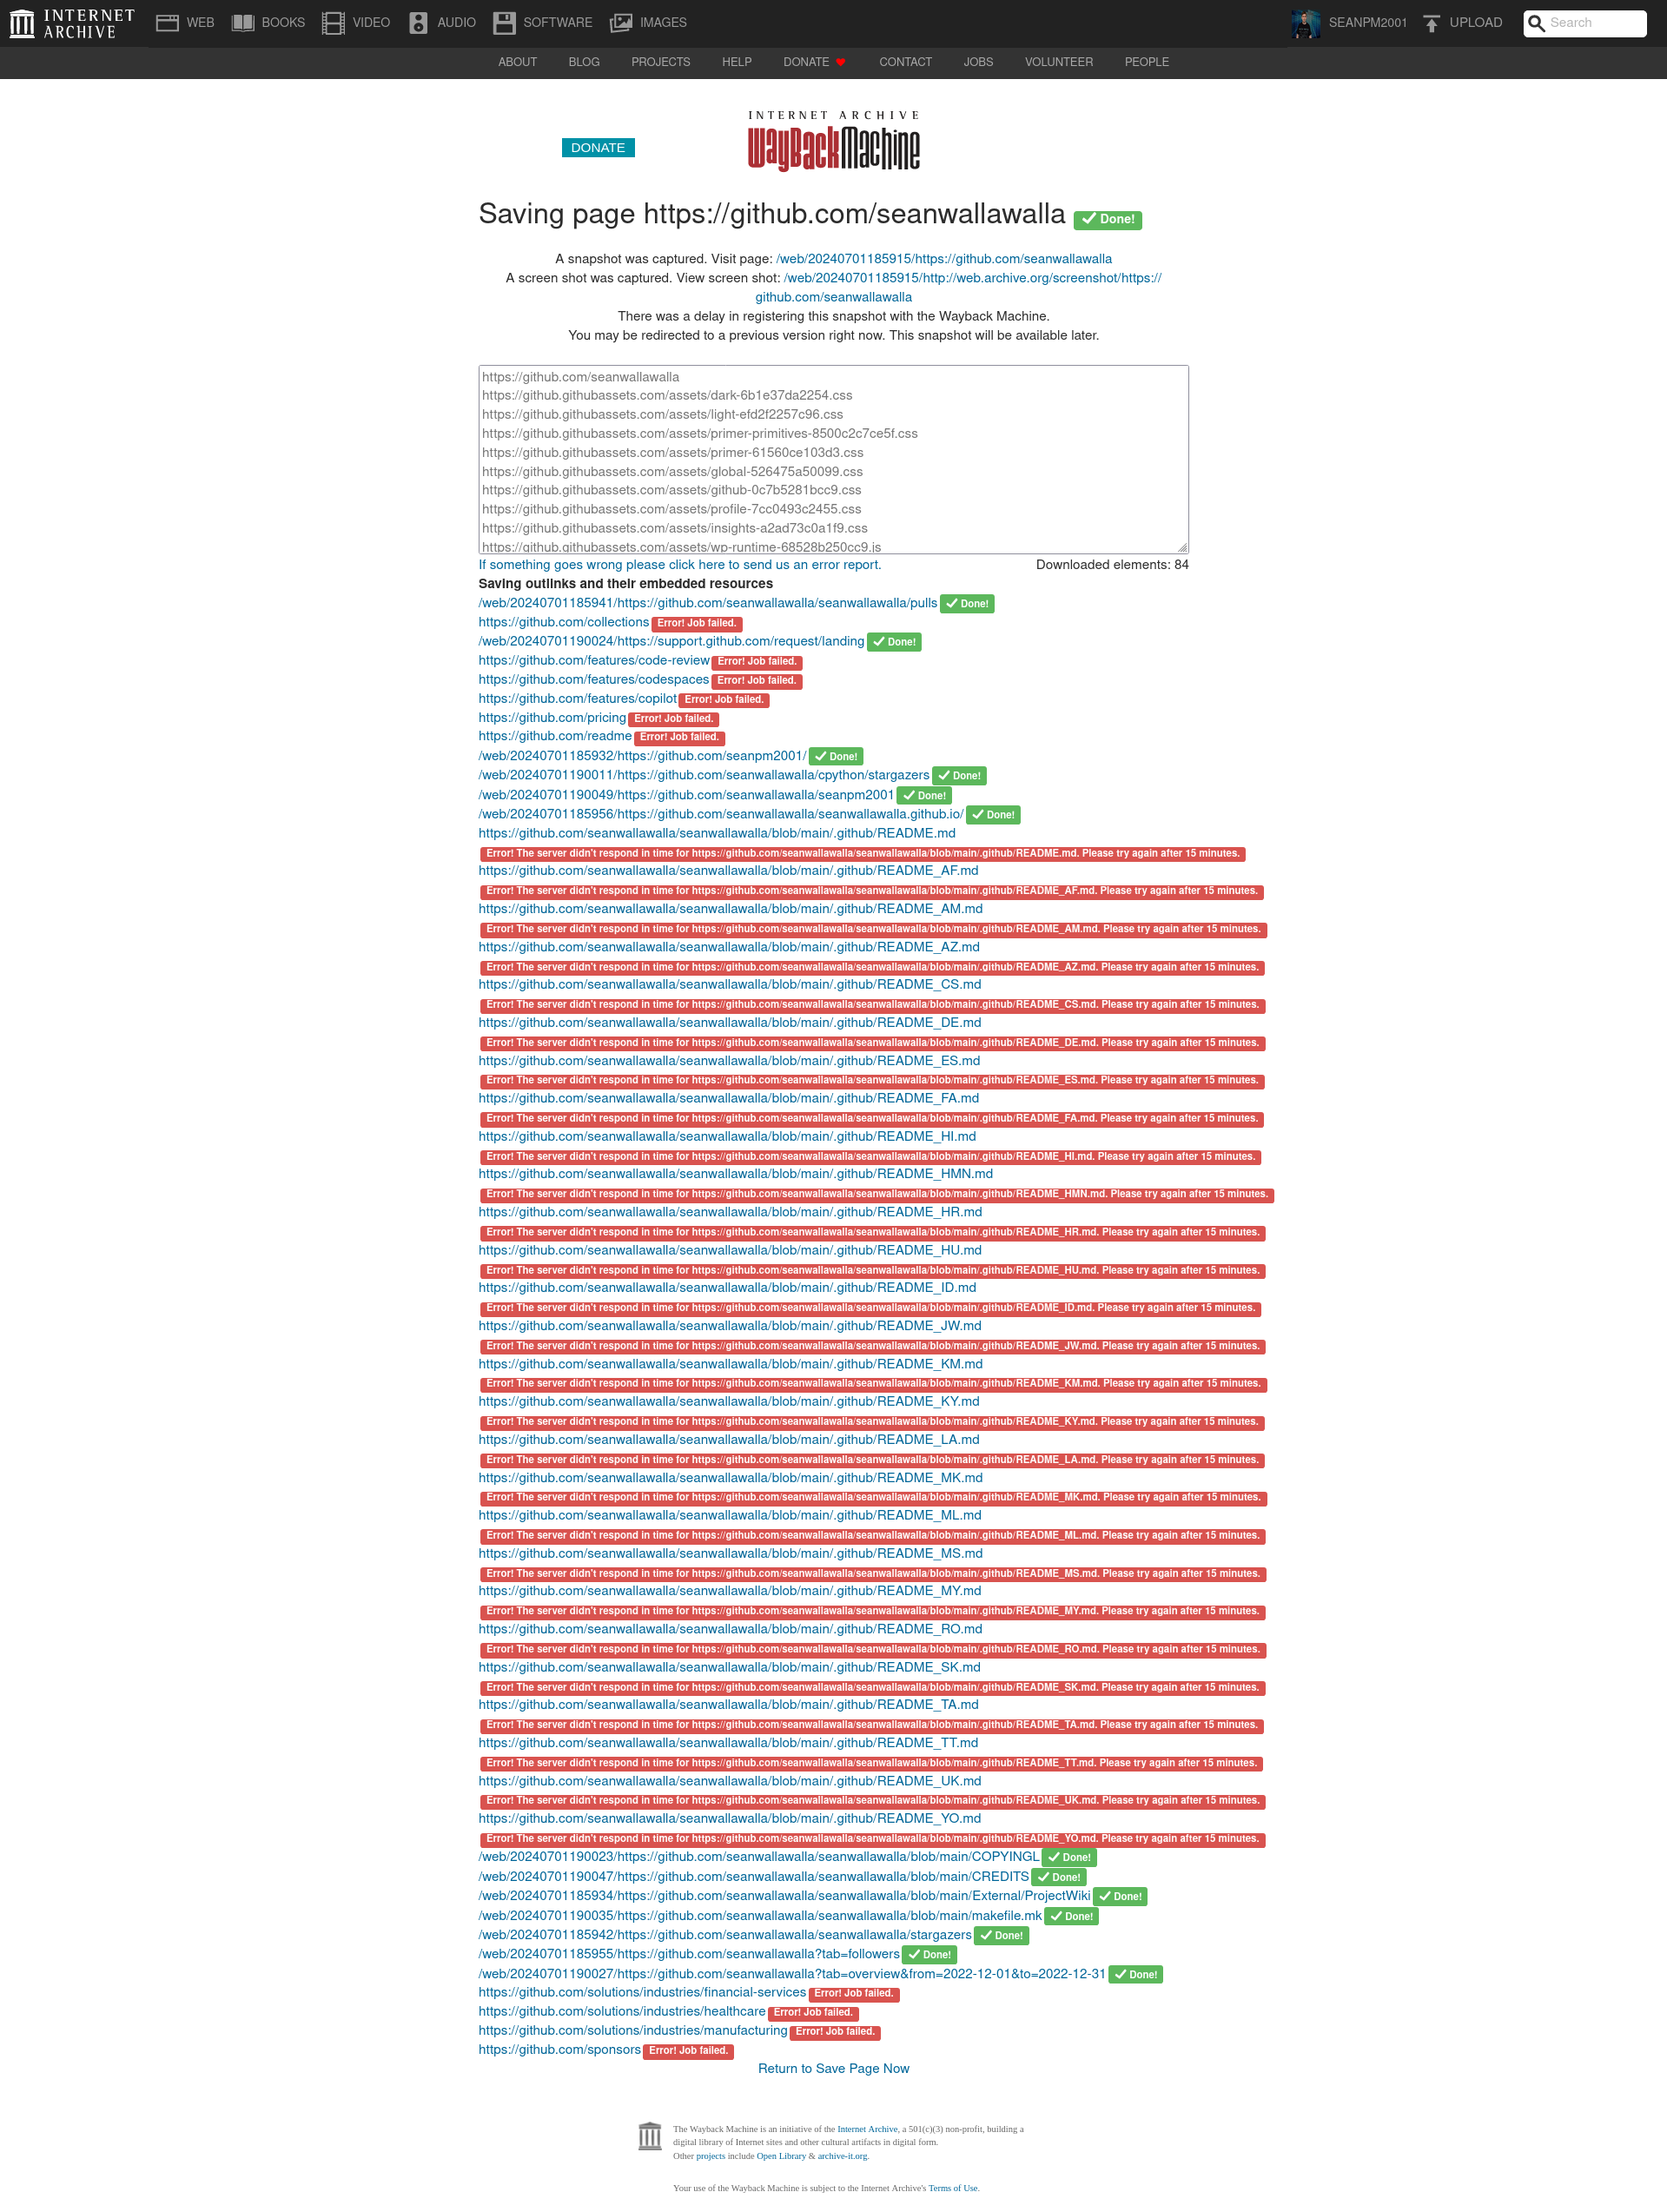 INTERNET ARCHIVE
WEB BOOKS VIDEO AUDIO SOFTWARE IMAGES SEANPM2001 UPLOAD Search
ABOUT BLOG PROJECTS HELP DONATE CONTACT JOBS VOLUNTEER PEOPLE
INTERNET ARCHIVE
DONATE
WayBackMachine
Saving page https://github.com/seanwallawalla Done!
A snapshot was captured. Visit page: /web/20240701185915/https://github.com/seanwallawalla
A screen shot was captured. View screen shot: /web/20240701185915/http://web.archive.org/screenshot/https://
github.com/seanwallawalla
There was a delay in registering this snapshot with the Wayback Machine.
You may be redirected to a previous version right now. This snapshot will be available later.
https://github.com/seanwallawalla
https://github.githubassets.com/assets/dark-6b1e37da2254.css
https://github.githubassets.com/assets/light-efd2f2257c96.css
https://github.githubassets.com/assets/primer-primitives-8500c2c7ce5f.css
https://github.githubassets.com/assets/primer-61560ce103d3.css
https://github.githubassets.com/assets/global-526475a50099.css
https://github.githubassets.com/assets/github-0c7b5281bcc9.css
https://github.githubassets.com/assets/profile-7cc0493c2455.css
https://github.githubassets.com/assets/insights-a2ad73c0a1f9.css
https://github.githubassets.com/assets/wp-runtime-68528b250cc9.js
If something goes wrong please click here to send us an error report. Downloaded elements: 84
Saving outlinks and their embedded resources
/web/20240701185941/https://github.com/seanwallawalla/seanwallawalla/pulls Done!
https://github.com/collections Error! Job failed.
/web/20240701190024/https://support.github.com/request/landing Done!
https://github.com/features/code-review Error! Job failed.
https://github.com/features/codespaces Error! Job failed.
https://github.com/features/copilot Error! Job failed.
https://github.com/pricing Error! Job failed.
https://github.com/readme Error! Job failed.
/web/20240701185932/https://github.com/seanpm2001/ Done!
/web/20240701190011/https://github.com/seanwallawalla/cpython/stargazers Done!
/web/20240701190049/https://github.com/seanwallawalla/seanpm2001 Done!
/web/20240701185956/https://github.com/seanwallawalla/seanwallawalla.github.io/ Done!
https://github.com/seanwallawalla/seanwallawalla/blob/main/.github/README.md
Error! The server didn't respond in time for https://github.com/seanwallawalla/seanwallawalla/blob/main/.github/README.md. Please try again after 15 minutes.
https://github.com/seanwallawalla/seanwallawalla/blob/main/.github/README_AF.md
Error! The server didn't respond in time for https://github.com/seanwallawalla/seanwallawalla/blob/main/.github/README_AF.md. Please try again after 15 minutes.
https://github.com/seanwallawalla/seanwallawalla/blob/main/.github/README_AM.md
Error! The server didn't respond in time for https://github.com/seanwallawalla/seanwallawalla/blob/main/.github/README_AM.md. Please try again after 15 minutes.
https://github.com/seanwallawalla/seanwallawalla/blob/main/.github/README_AZ.md
Error! The server didn't respond in time for https://github.com/seanwallawalla/seanwallawalla/blob/main/.github/README_AZ.md. Please try again after 15 minutes.
https://github.com/seanwallawalla/seanwallawalla/blob/main/.github/README_CS.md
Error! The server didn't respond in time for https://github.com/seanwallawalla/seanwallawalla/blob/main/.github/README_CS.md. Please try again after 15 minutes.
https://github.com/seanwallawalla/seanwallawalla/blob/main/.github/README_DE.md
Error! The server didn't respond in time for https://github.com/seanwallawalla/seanwallawalla/blob/main/.github/README_DE.md. Please try again after 15 minutes.
https://github.com/seanwallawalla/seanwallawalla/blob/main/.github/README_ES.md
Error! The server didn't respond in time for https://github.com/seanwallawalla/seanwallawalla/blob/main/.github/README_ES.md. Please try again after 15 minutes.
https://github.com/seanwallawalla/seanwallawalla/blob/main/.github/README_FA.md
Error! The server didn't respond in time for https://github.com/seanwallawalla/seanwallawalla/blob/main/.github/README_FA.md. Please try again after 15 minutes.
https://github.com/seanwallawalla/seanwallawalla/blob/main/.github/README_HI.md
Error! The server didn't respond in time for https://github.com/seanwallawalla/seanwallawalla/blob/main/.github/README_HI.md. Please try again after 15 minutes.
https://github.com/seanwallawalla/seanwallawalla/blob/main/.github/README_HMN.md
Error! The server didn't respond in time for https://github.com/seanwallawalla/seanwallawalla/blob/main/.github/README_HMN.md. Please try again after 15 minutes.
https://github.com/seanwallawalla/seanwallawalla/blob/main/.github/README_HR.md
Error! The server didn't respond in time for https://github.com/seanwallawalla/seanwallawalla/blob/main/.github/README_HR.md. Please try again after 15 minutes.
https://github.com/seanwallawalla/seanwallawalla/blob/main/.github/README_HU.md
Error! The server didn't respond in time for https://github.com/seanwallawalla/seanwallawalla/blob/main/.github/README_HU.md. Please try again after 15 minutes.
https://github.com/seanwallawalla/seanwallawalla/blob/main/.github/README_ID.md
Error! The server didn't respond in time for https://github.com/seanwallawalla/seanwallawalla/blob/main/.github/README_ID.md. Please try again after 15 minutes.
https://github.com/seanwallawalla/seanwallawalla/blob/main/.github/README_JW.md
Error! The server didn't respond in time for https://github.com/seanwallawalla/seanwallawalla/blob/main/.github/README_JW.md. Please try again after 15 minutes.
https://github.com/seanwallawalla/seanwallawalla/blob/main/.github/README_KM.md
Error! The server didn't respond in time for https://github.com/seanwallawalla/seanwallawalla/blob/main/.github/README_KM.md. Please try again after 15 minutes.
https://github.com/seanwallawalla/seanwallawalla/blob/main/.github/README_KY.md
Error! The server didn't respond in time for https://github.com/seanwallawalla/seanwallawalla/blob/main/.github/README_KY.md. Please try again after 15 minutes.
https://github.com/seanwallawalla/seanwallawalla/blob/main/.github/README_LA.md
Error! The server didn't respond in time for https://github.com/seanwallawalla/seanwallawalla/blob/main/.github/README_LA.md. Please try again after 15 minutes.
https://github.com/seanwallawalla/seanwallawalla/blob/main/.github/README_MK.md
Error! The server didn't respond in time for https://github.com/seanwallawalla/seanwallawalla/blob/main/.github/README_MK.md. Please try again after 15 minutes.
https://github.com/seanwallawalla/seanwallawalla/blob/main/.github/README_ML.md
Error! The server didn't respond in time for https://github.com/seanwallawalla/seanwallawalla/blob/main/.github/README_ML.md. Please try again after 15 minutes.
https://github.com/seanwallawalla/seanwallawalla/blob/main/.github/README_MS.md
Error! The server didn't respond in time for https://github.com/seanwallawalla/seanwallawalla/blob/main/.github/README_MS.md. Please try again after 15 minutes.
https://github.com/seanwallawalla/seanwallawalla/blob/main/.github/README_MY.md
Error! The server didn't respond in time for https://github.com/seanwallawalla/seanwallawalla/blob/main/.github/README_MY.md. Please try again after 15 minutes.
https://github.com/seanwallawalla/seanwallawalla/blob/main/.github/README_RO.md
Error! The server didn't respond in time for https://github.com/seanwallawalla/seanwallawalla/blob/main/.github/README_RO.md. Please try again after 15 minutes.
https://github.com/seanwallawalla/seanwallawalla/blob/main/.github/README_SK.md
Error! The server didn't respond in time for https://github.com/seanwallawalla/seanwallawalla/blob/main/.github/README_SK.md. Please try again after 15 minutes.
https://github.com/seanwallawalla/seanwallawalla/blob/main/.github/README_TA.md
Error! The server didn't respond in time for https://github.com/seanwallawalla/seanwallawalla/blob/main/.github/README_TA.md. Please try again after 15 minutes.
https://github.com/seanwallawalla/seanwallawalla/blob/main/.github/README_TT.md
Error! The server didn't respond in time for https://github.com/seanwallawalla/seanwallawalla/blob/main/.github/README_TT.md. Please try again after 15 minutes.
https://github.com/seanwallawalla/seanwallawalla/blob/main/.github/README_UK.md
Error! The server didn't respond in time for https://github.com/seanwallawalla/seanwallawalla/blob/main/.github/README_UK.md. Please try again after 15 minutes.
https://github.com/seanwallawalla/seanwallawalla/blob/main/.github/README_YO.md
Error! The server didn't respond in time for https://github.com/seanwallawalla/seanwallawalla/blob/main/.github/README_YO.md. Please try again after 15 minutes.
/web/20240701190023/https://github.com/seanwallawalla/seanwallawalla/blob/main/COPYINGL Done!
/web/20240701190047/https://github.com/seanwallawalla/seanwallawalla/blob/main/CREDITS Done!
/web/20240701185934/https://github.com/seanwallawalla/seanwallawalla/blob/main/External/ProjectWiki Done!
/web/20240701190035/https://github.com/seanwallawalla/seanwallawalla/blob/main/makefile.mk Done!
/web/20240701185942/https://github.com/seanwallawalla/seanwallawalla/stargazers Done!
/web/20240701185955/https://github.com/seanwallawalla?tab=followers Done!
/web/20240701190027/https://github.com/seanwallawalla?tab=overview&from=2022-12-01&to=2022-12-31 Done!
https://github.com/solutions/industries/financial-services Error! Job failed.
https://github.com/solutions/industries/healthcare Error! Job failed.
https://github.com/solutions/industries/manufacturing Error! Job failed.
https://github.com/sponsors Error! Job failed.
Return to Save Page Now
The Wayback Machine is an initiative of the Internet Archive, a 501(c)(3) non-profit, building a
digital library of Internet sites and other cultural artifacts in digital form.
Other projects include Open Library & archive-it.org.
Your use of the Wayback Machine is subject to the Internet Archive's Terms of Use.